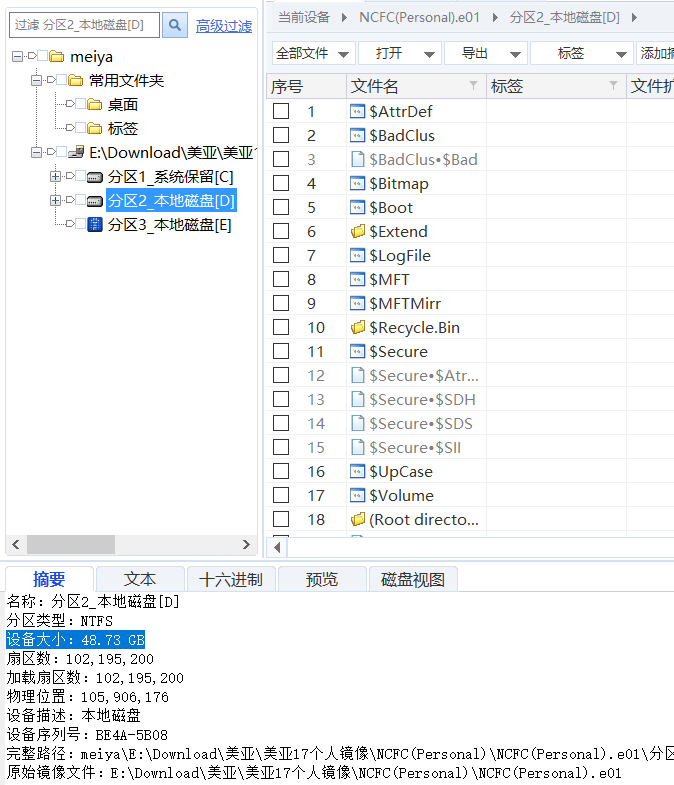 过滤 分区2_本地磁盘[D]
高级过滤
meiya
常用文件夹
桌面
标签
E:\Download\美亚\美亚1
分区1_系统保留[C]
分区2_本地磁盘[D]
分区3_本地磁盘[E]
当前设备 NCFC(Personal).e01 分区2_本地磁盘[D]
全部文件 打开 导出 标签 添加摘
序号 文件名 标签 文件扩
1 $AttrDef
2 $BadClus
3 $BadClus•$Bad
4 $Bitmap
5 $Boot
6 $Extend
7 $LogFile
8 $MFT
9 $MFTMirr
10 $Recycle.Bin
11 $Secure
12 $Secure•$Atr...
13 $Secure•$SDH
14 $Secure•$SDS
15 $Secure•$SII
16 $UpCase
17 $Volume
18 (Root directo...
摘要 文本 十六进制 预览 磁盘视图
名称: 分区2_本地磁盘[D]
分区类型: NTFS
设备大小: 48.73 GB
扇区数: 102,195,200
加载扇区数: 102,195,200
物理位置: 105,906,176
设备描述: 本地磁盘
设备序列号: BE4A-5B08
完整路径: meiya\E:\Download\美亚\美亚17个人镜像\NCFC(Personal)\NCFC(Personal).e01\分区
原始镜像文件: E:\Download\美亚\美亚17个人镜像\NCFC(Personal)\NCFC(Personal).e01